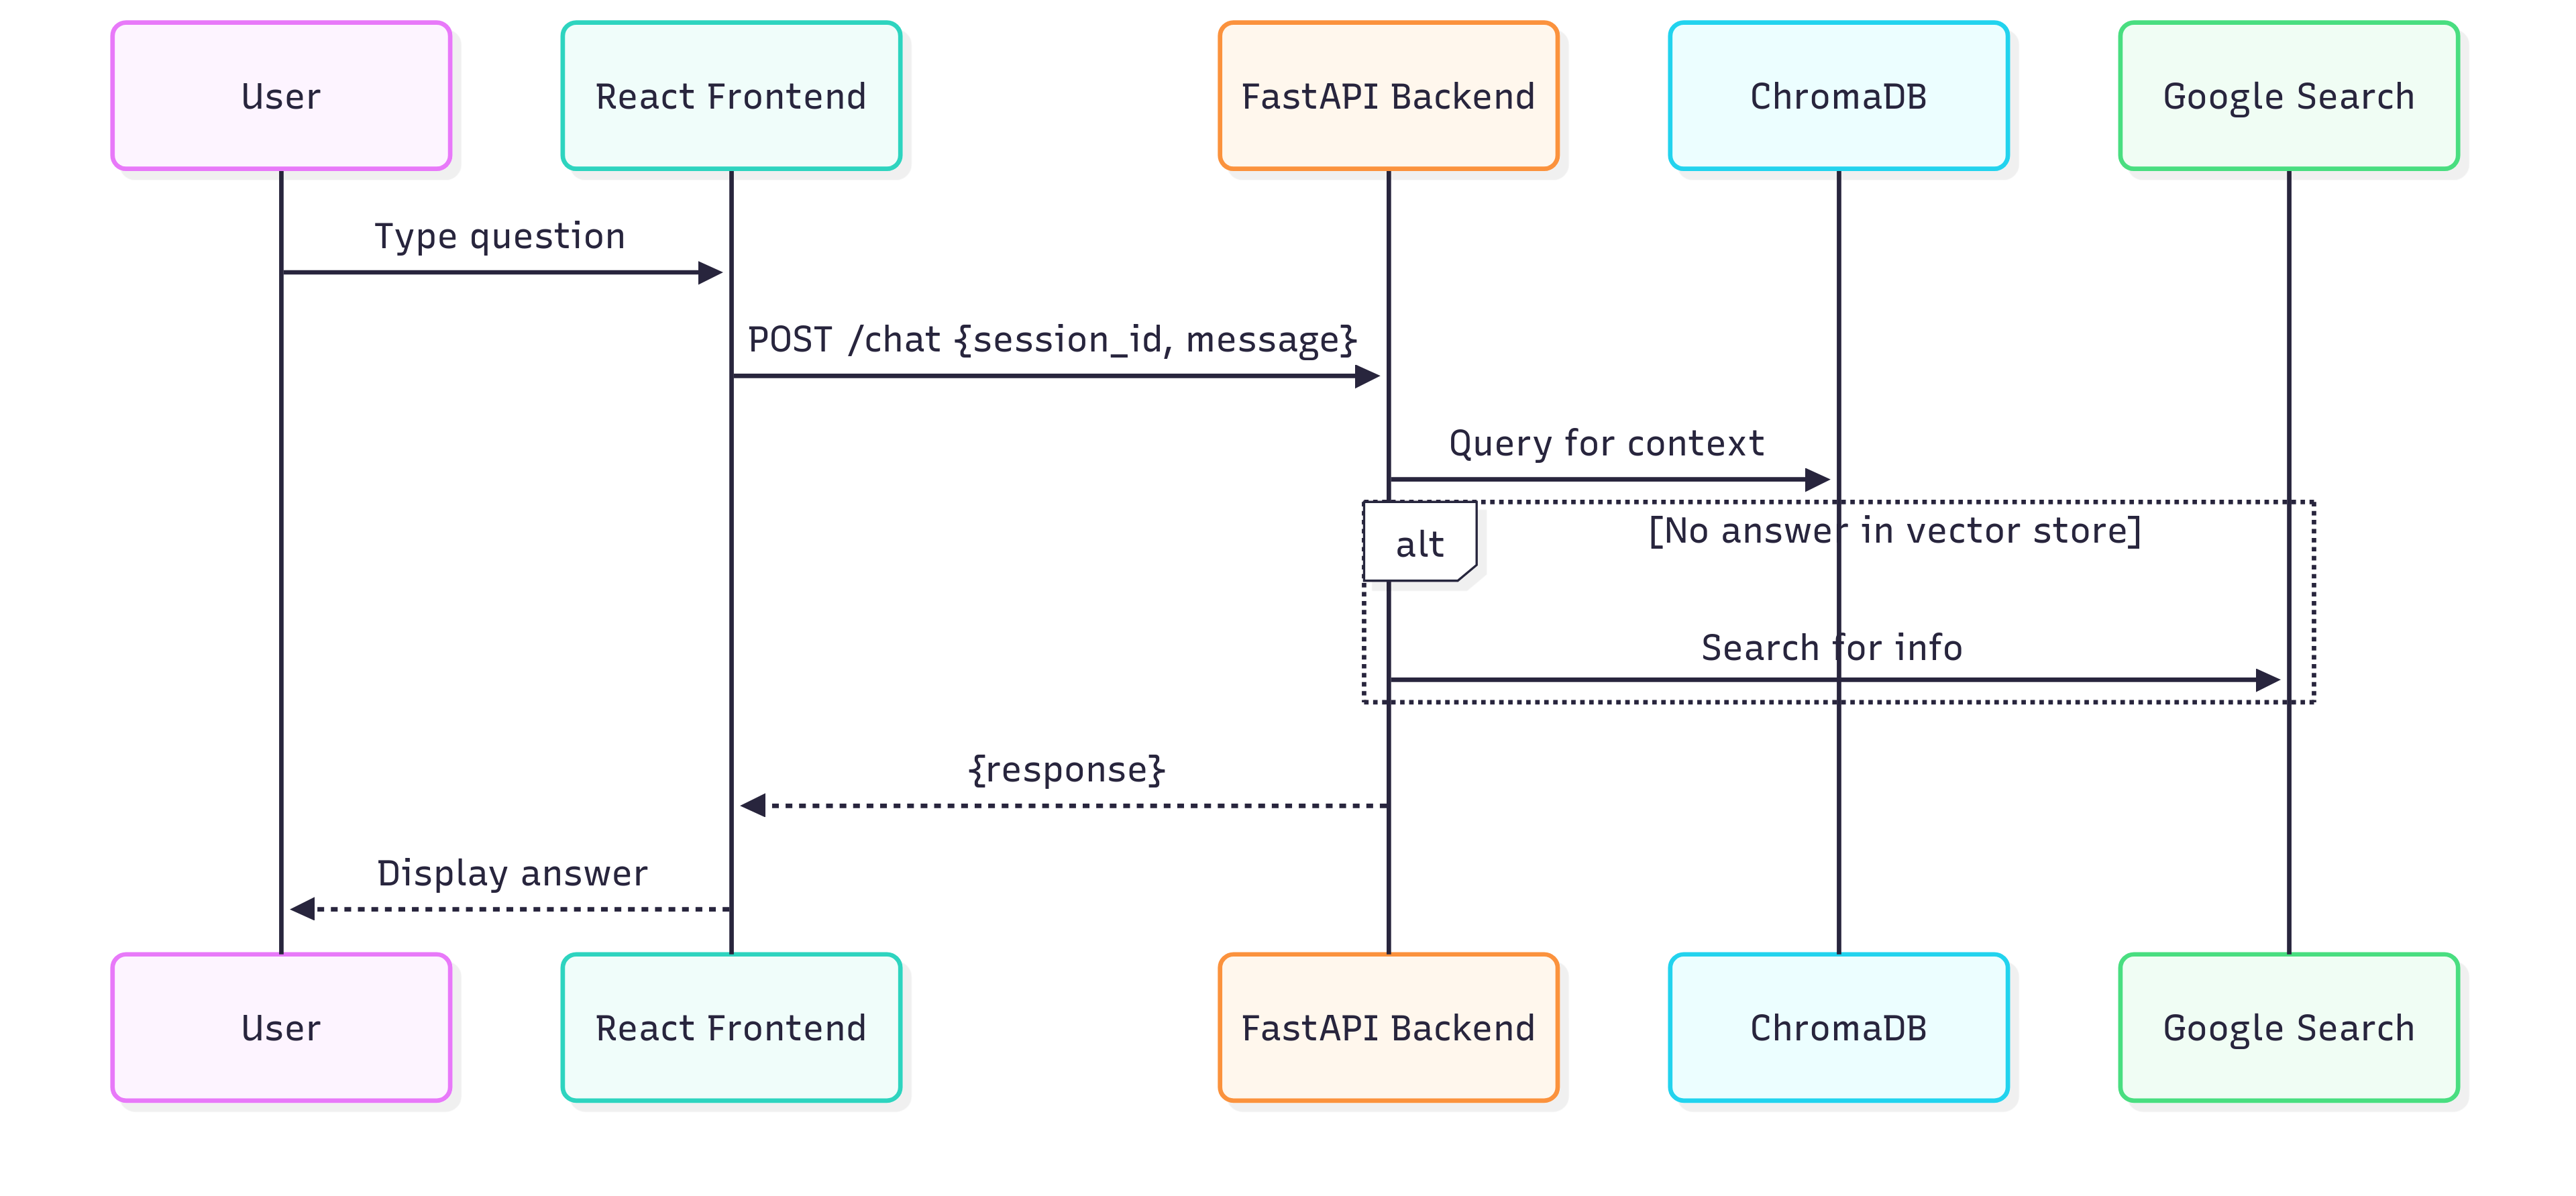 User
React Frontend
FastAPI Backend
ChromaDB
Google Search
Type question
POST /chat {session_id, message}
Query for context
alt
[No answer in vector store]
Search for info
{response}
Display answer
User
React Frontend
FastAPI Backend
ChromaDB
Google Search